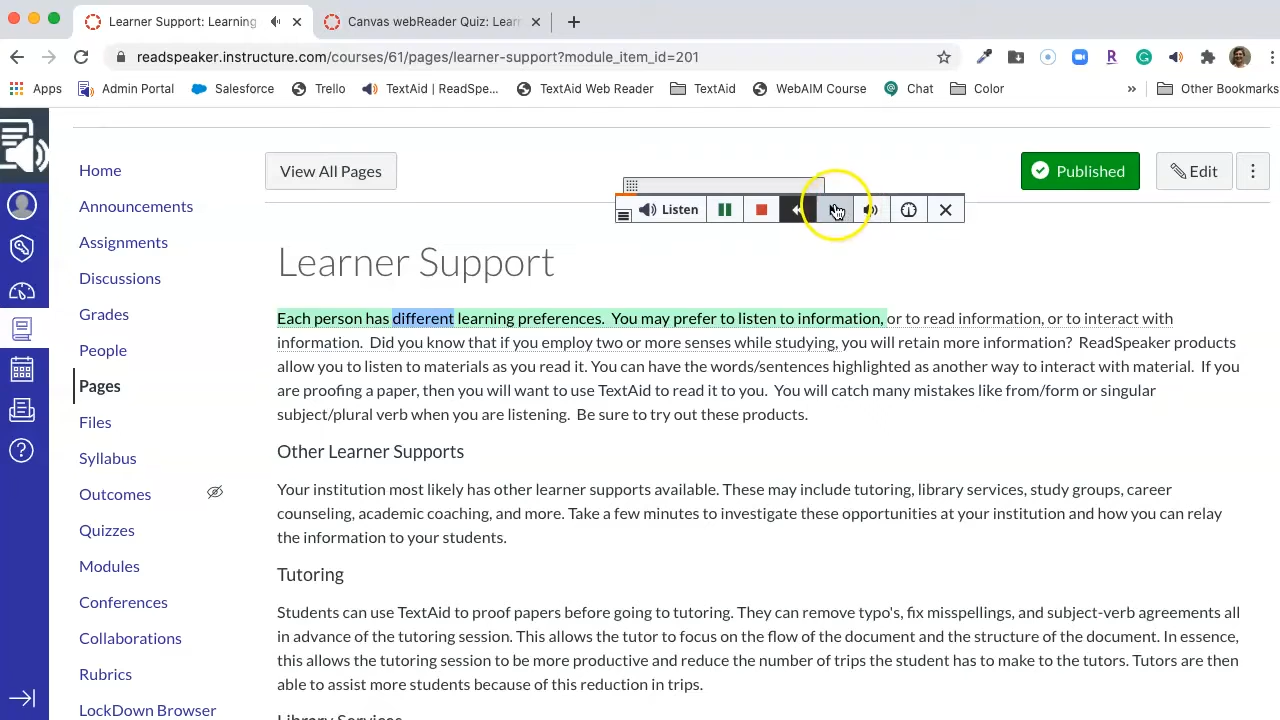 Learner Support: Learning
Canvas webReader Quiz: Lear
readspeaker.instructure.com/courses/61/pages/learner-support?module_item_id=201
Apps Admin Portal Salesforce Trello TextAid | ReadSpe... TextAid Web Reader TextAid WebAIM Course Chat Color » Other Bookmarks
Home
Announcements
Assignments
Discussions
Grades
People
Pages
Files
Syllabus
Outcomes
Quizzes
Modules
Conferences
Collaborations
Rubrics
LockDown Browser
View All Pages
Published
Edit
Listen
Learner Support
Each person has different learning preferences. You may prefer to listen to information, or to read information, or to interact with
information. Did you know that if you employ two or more senses while studying, you will retain more information? ReadSpeaker products
allow you to listen to materials as you read it. You can have the words/sentences highlighted as another way to interact with material. If you
are proofing a paper, then you will want to use TextAid to read it to you. You will catch many mistakes like from/form or singular
subject/plural verb when you are listening. Be sure to try out these products.
Other Learner Supports
Your institution most likely has other learner supports available. These may include tutoring, library services, study groups, career
counseling, academic coaching, and more. Take a few minutes to investigate these opportunities at your institution and how you can relay
the information to your students.
Tutoring
Students can use TextAid to proof papers before going to tutoring. They can remove typo's, fix misspellings, and subject-verb agreements all
in advance of the tutoring session. This allows the tutor to focus on the flow of the document and the structure of the document. In essence,
this allows the tutoring session to be more productive and reduce the number of trips the student has to make to the tutors. Tutors are then
able to assist more students because of this reduction in trips.
Library Services